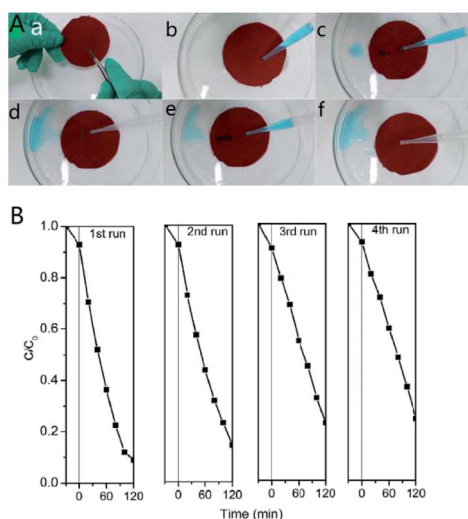 A
a
b
c
d
e
f
B
1st run
2nd run
3rd run
4th run
1.0
0.8
0.6
0.4
0.2
0.0
C/C₀
0 60 120 0 60 120 0 60 120 0 60 120
Time (min)